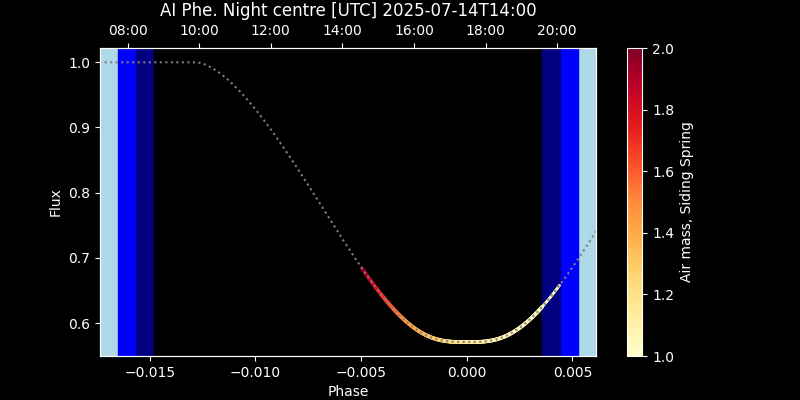 AI Phe. Night centre [UTC] 2025-07-14T14:00
08:00 10:00 12:00 14:00 16:00 18:00 20:00
1.0
0.9
0.8
0.7
0.6
Flux
−0.015 −0.010 −0.005 0.000 0.005
Phase
2.0
1.8
1.6
1.4
1.2
1.0
Air mass, Siding Spring